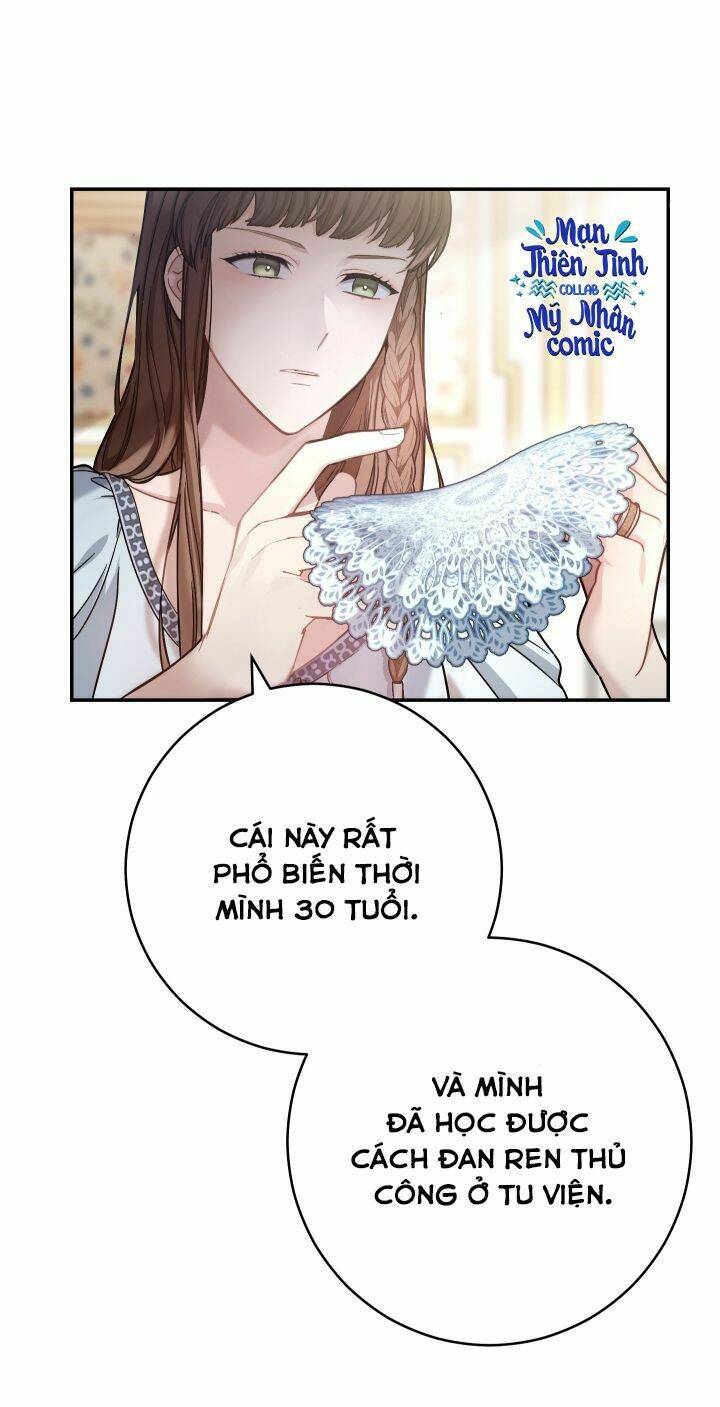 Mạn
Thiên Tinh
COLLAB
Mỹ Nhân
comic
CÁI NÀY RẤT
PHỔ BIẾN THỜI
MÌNH 30 TUỔI.
VÀ MÌNH
ĐÃ HỌC ĐƯỢC
CÁCH ĐAN REN THỦ
CÔNG Ở TU VIỆN.